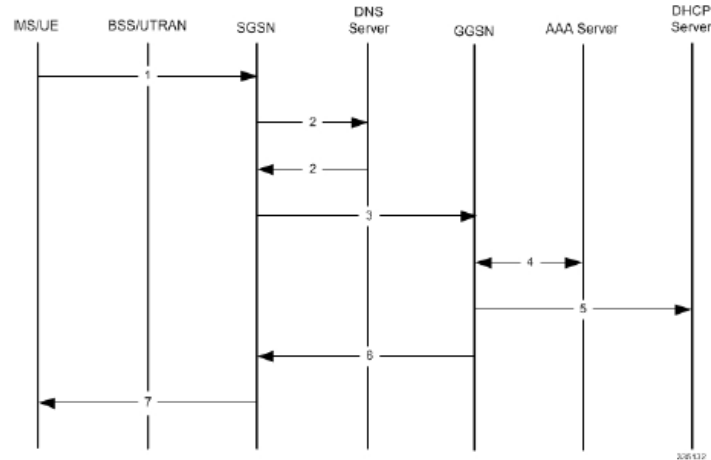 MS/UE
BSS/UTRAN
SGSN
DNS
Server
GGSN
AAA Server
DHCP
Server
1
2
2
3
4
5
6
7